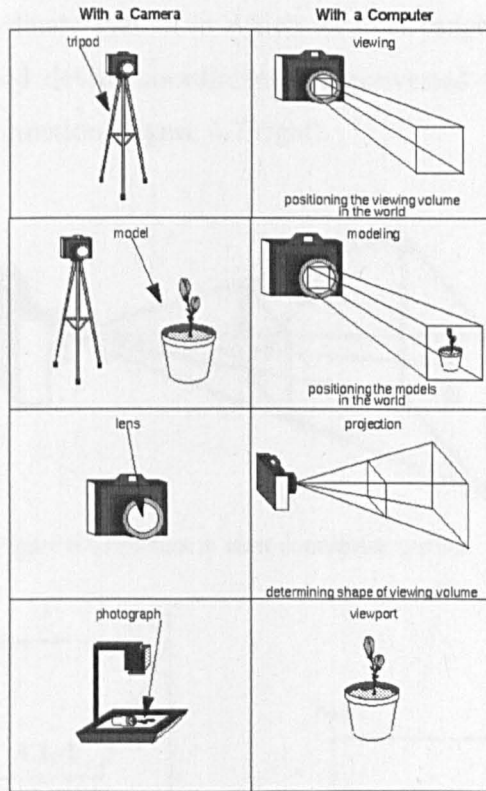 With a Camera
With a Computer
tripod
viewing
positioning the viewing volume
in the world
model
modeling
positioning the models
in the world
lens
projection
determining shape of viewing volume
photograph
viewport